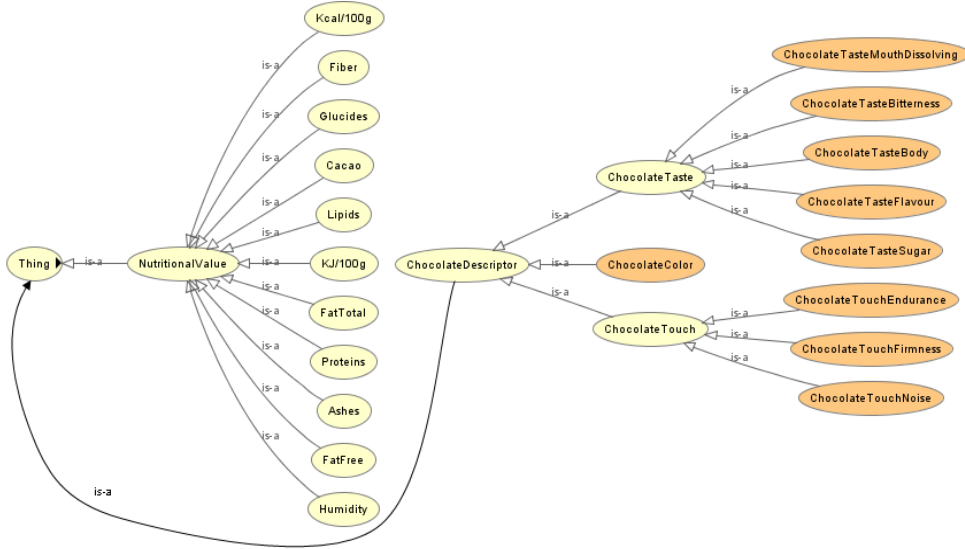 Kcal/100g
Fiber
Glucides
Cacao
Lipids
Thing
NutritionalValue
KJ/100g
FatTotal
Proteins
Ashes
FatFree
Humidity
is-a
is-a
is-a
is-a
is-a
is-a
is-a
is-a
is-a
is-a
is-a
is-a
is-a
ChocolateDescriptor
is-a
is-a
is-a
ChocolateTaste
ChocolateColor
ChocolateTouch
is-a
is-a
is-a
is-a
is-a
ChocolateTasteMouthDissolving
ChocolateTasteBitterness
ChocolateTasteBody
ChocolateTasteFlavour
ChocolateTasteSugar
is-a
is-a
is-a
ChocolateTouchEndurance
ChocolateTouchFirmness
ChocolateTouchNoise